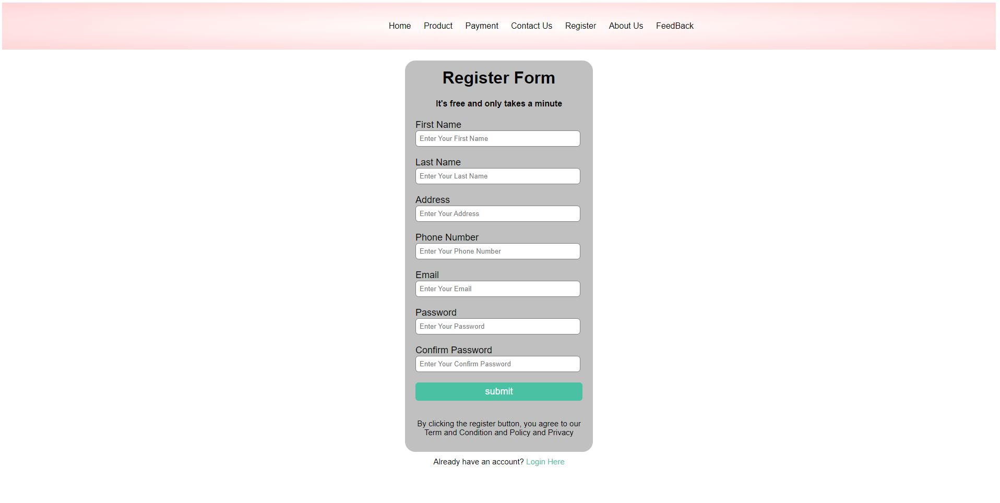 Home Product Payment Contact Us Register About Us FeedBack
Register Form
It's free and only takes a minute
First Name
Enter Your First Name
Last Name
Enter Your Last Name
Address
Enter Your Address
Phone Number
Enter Your Phone Number
Email
Enter Your Email
Password
Enter Your Password
Confirm Password
Enter Your Confirm Password
submit
By clicking the register button, you agree to our
Term and Condition and Policy and Privacy
Already have an account? Login Here